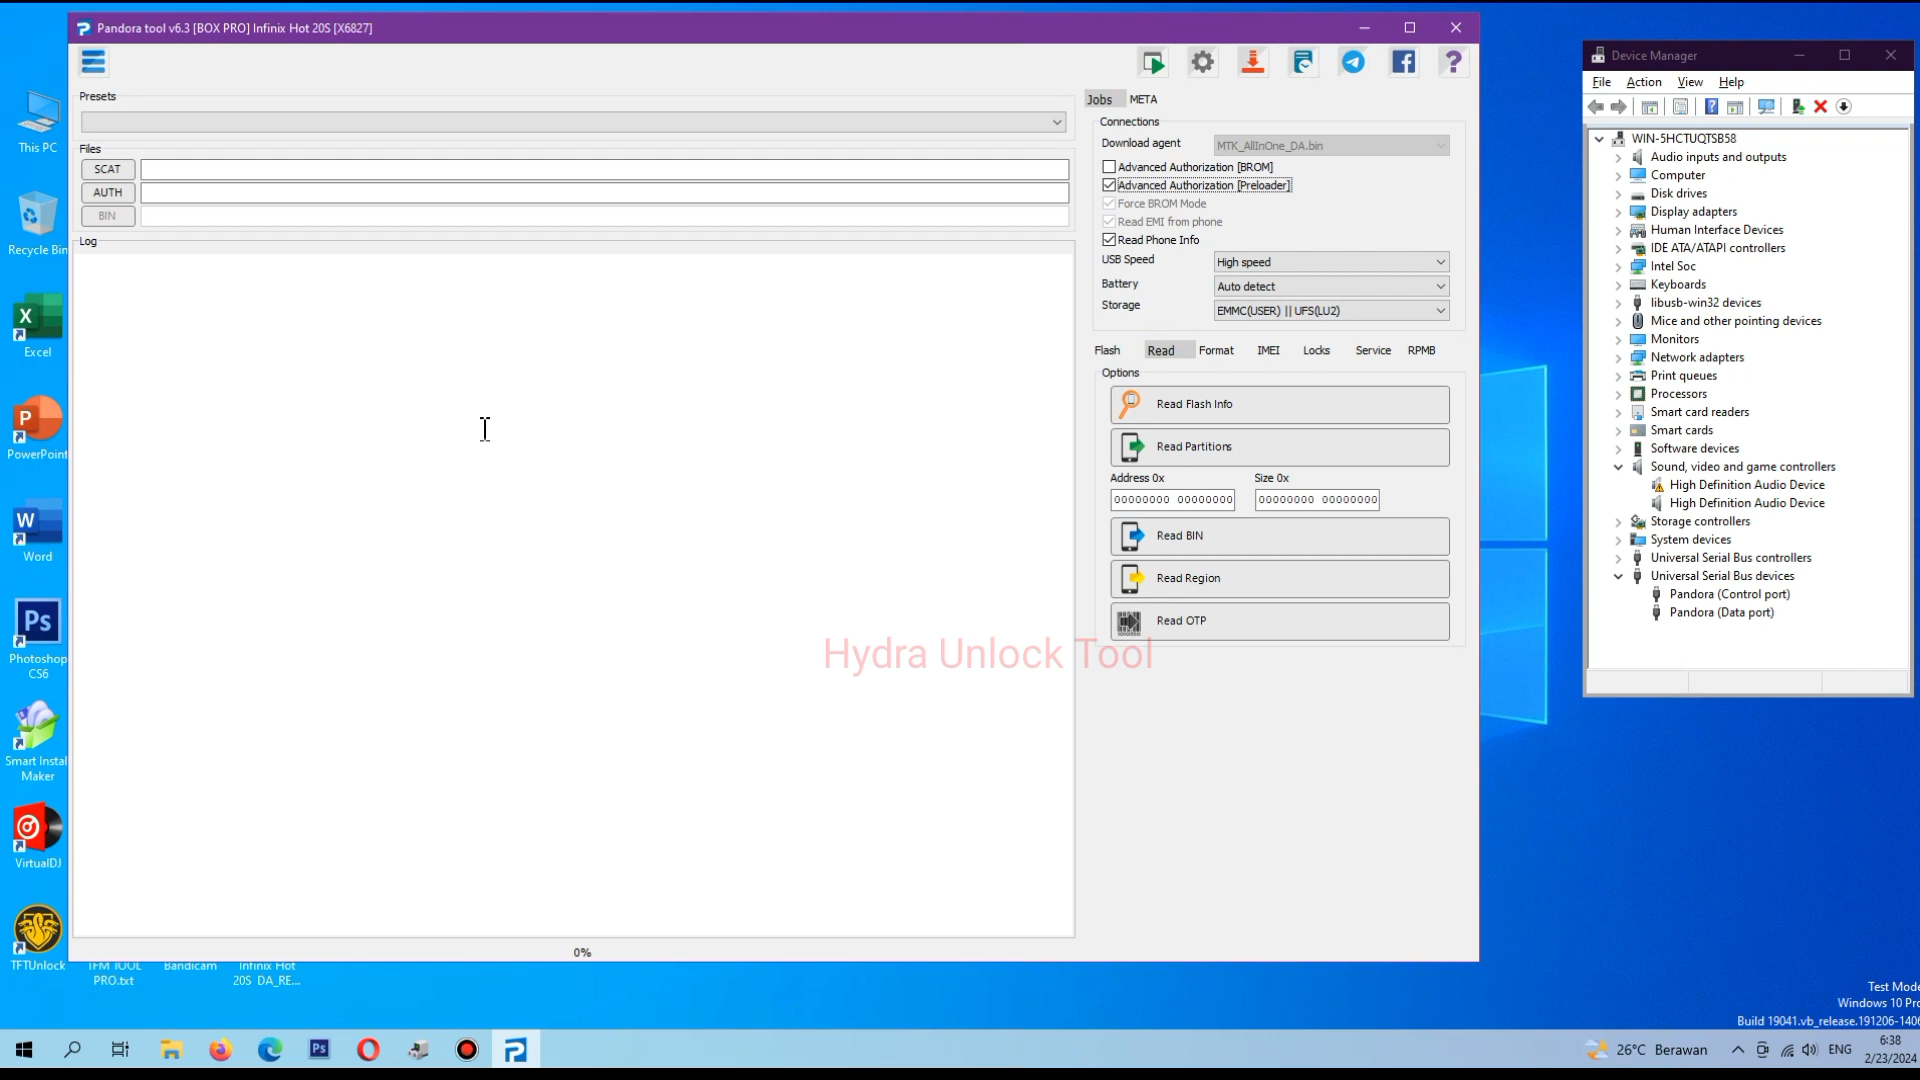 Pandora tool v6.3 [BOX PRO] Infinix Hot 20S [X6827]
Presets
Files
SCAT
AUTH
BIN
Log
0%
Jobs
META
Connections
Download agent
MTK_AllInOne_DA.bin
Advanced Authorization [BROM]
Advanced Authorization [Preloader]
Force BROM Mode
Read EMI from phone
Read Phone Info
USB Speed
High speed
Battery
Auto detect
Storage
EMMC(USER) || UFS(LU2)
Flash
Read
Format
IMEI
Locks
Service
RPMB
Options
Read Flash Info
Read Partitions
Address 0x
Size 0x
00000000 00000000
00000000 00000000
Read BIN
Read Region
Read OTP
Hydra Unlock Tool
Device Manager
File
Action
View
Help
WIN-5HCTUQTSB58
Audio inputs and outputs
Computer
Disk drives
Display adapters
Human Interface Devices
IDE ATA/ATAPI controllers
Intel Soc
Keyboards
libusb-win32 devices
Mice and other pointing devices
Monitors
Network adapters
Print queues
Processors
Smart card readers
Smart cards
Software devices
Sound, video and game controllers
High Definition Audio Device
High Definition Audio Device
Storage controllers
System devices
Universal Serial Bus controllers
Universal Serial Bus devices
Pandora (Control port)
Pandora (Data port)
This PC
Recycle Bin
Excel
PowerPoint
Word
Ps
Photoshop
CS6
Smart Instal
Maker
VirtualDJ
TFTUnlock
TFM TOOL
PRO.txt
Bandicam
Infinix Hot
20S DA_RE...
Test Mode
Windows 10 Pro
Build 19041.vb_release.191206-1406
26°C Berawan
ENG
6:38
2/23/2024